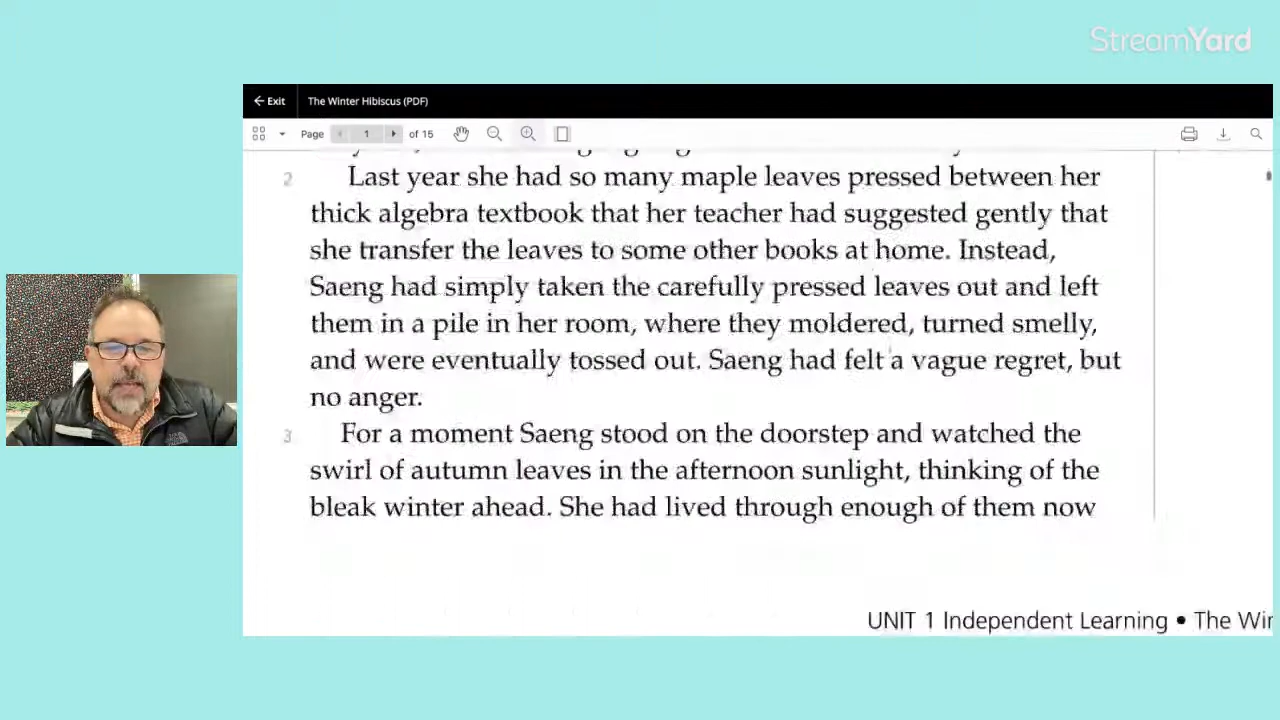 StreamYard
Exit
The Winter Hibiscus (PDF)
Page 1 of 15
2 Last year she had so many maple leaves pressed between her
thick algebra textbook that her teacher had suggested gently that
she transfer the leaves to some other books at home. Instead,
Saeng had simply taken the carefully pressed leaves out and left
them in a pile in her room, where they moldered, turned smelly,
and were eventually tossed out. Saeng had felt a vague regret, but
no anger.
3 For a moment Saeng stood on the doorstep and watched the
swirl of autumn leaves in the afternoon sunlight, thinking of the
bleak winter ahead. She had lived through enough of them now
UNIT 1 Independent Learning • The Wi